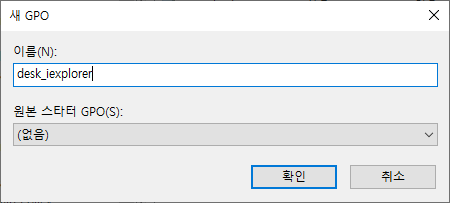 새 GPO
이름(N):
desk_iexplorer
원본 스타터 GPO(S):
(없음)
확인
취소